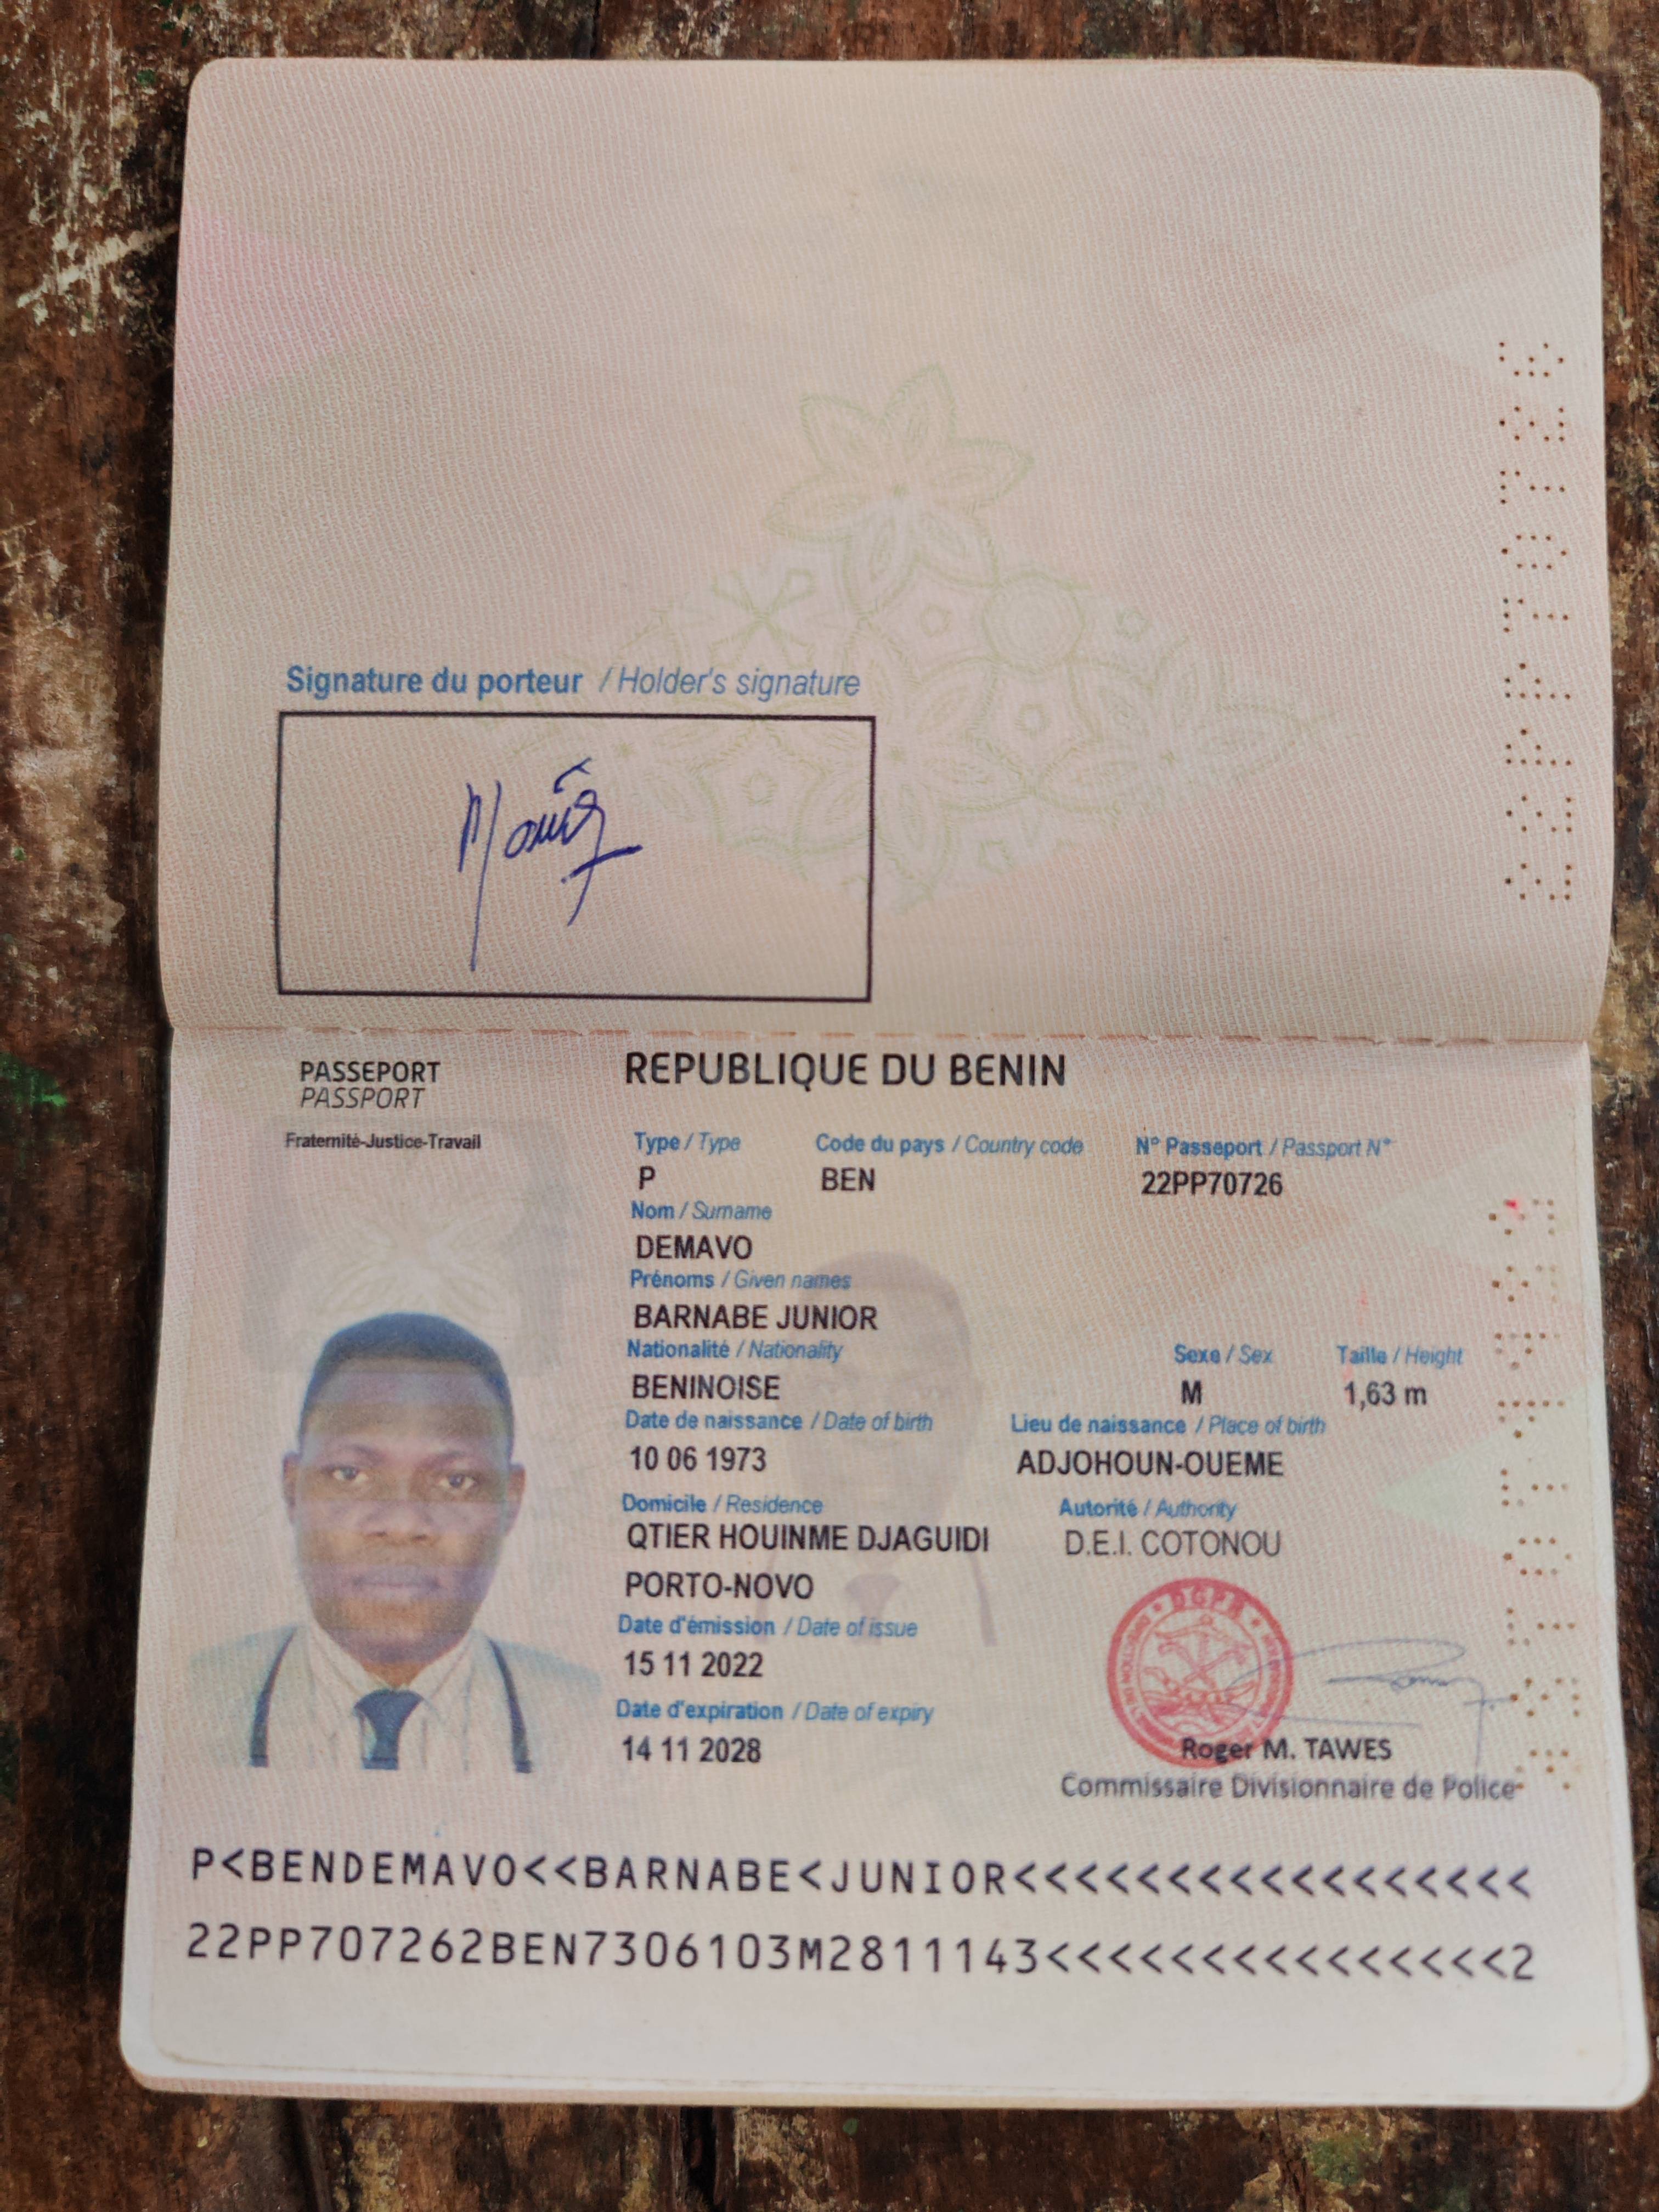 Signature du porteur / Holder's signature
PASSEPORT
PASSPORT
REPUBLIQUE DU BENIN
Fraternité-Justice-Travail
Type / Type Code du pays / Country code N° Passeport / Passport N°
P BEN 22PP70726
Nom / Surname
DEMAVO
Prénoms / Given names
BARNABE JUNIOR
Nationalité / Nationality Sexe / Sex Taille / Height
BENINOISE M 1,63 m
Date de naissance / Date of birth Lieu de naissance / Place of birth
10 06 1973 ADJOHOUN-OUEME
Domicile / Residence Autorité / Authority
QTIER HOUINME DJAGUIDI D.E.I. COTONOU
PORTO-NOVO
Date d'émission / Date of issue
15 11 2022
Date d'expiration / Date of expiry
14 11 2028
DGPR
Roger M. TAWES
Commissaire Divisionnaire de Police
P<BENDEMAVO<<BARNABE<JUNIOR<<<<<<<<<<<<<<<<<
22PP707262BEN7306103M2811143<<<<<<<<<<<<<<<2